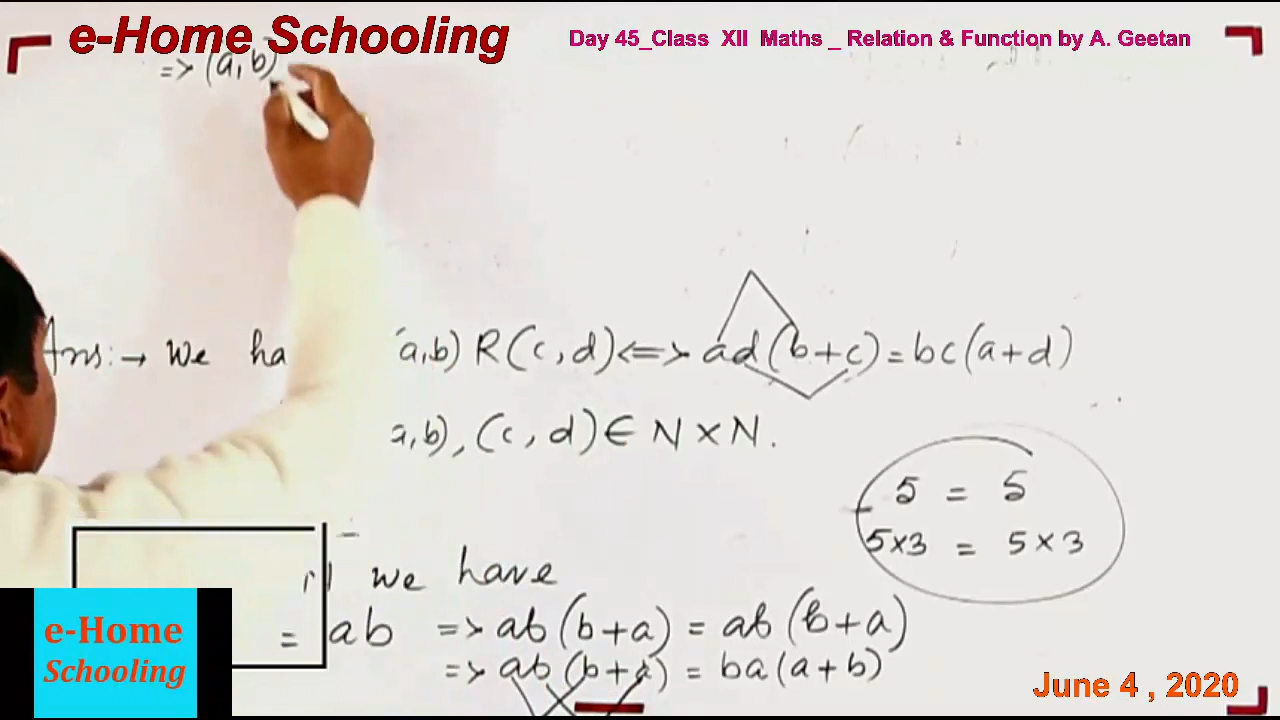 e-Home Schooling
Day 45_Class XII Maths _ Relation & Function by A. Geetan
=> (a,b)
Ans:→ We ha a,b) R (c,d) <=> ad(b+c) = bc(a+d)
a,b), (c,d) ∈ N×N.
5 = 5
5×3 = 5×3
we have
= ab => ab(b+a) = ab(b+a)
=> ab(b+a) = ba(a+b)
e-Home
Schooling
June 4 , 2020